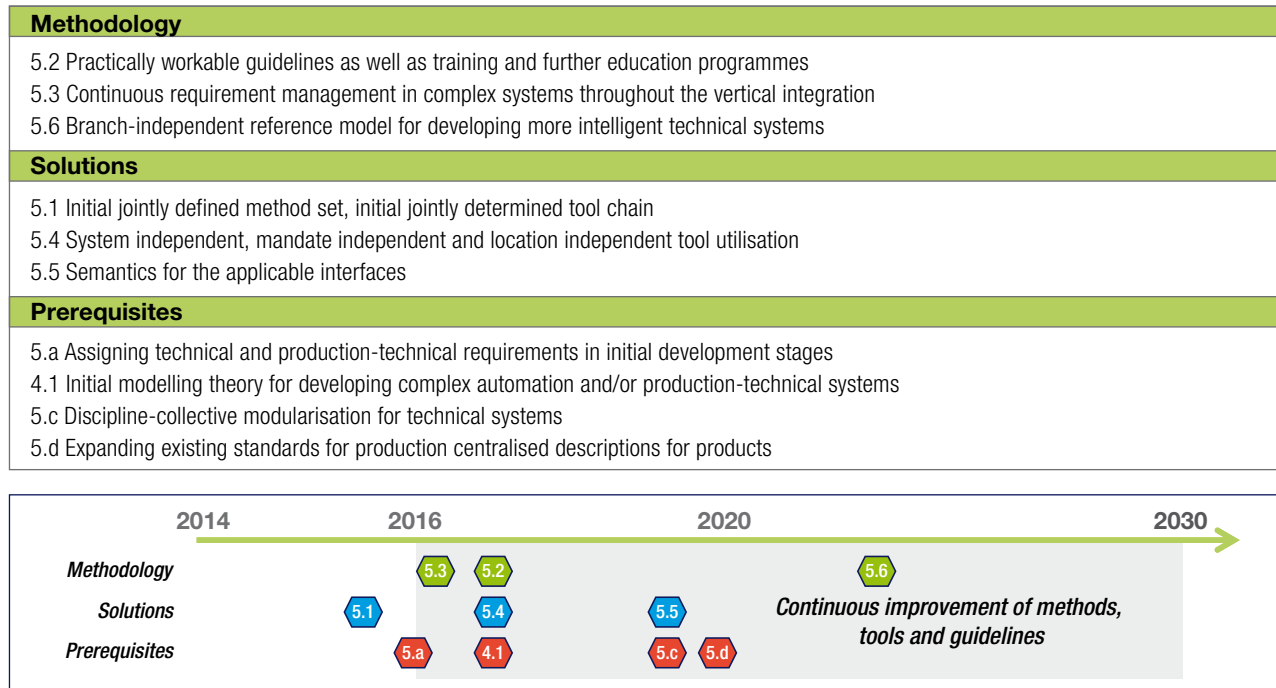 Methodology
5.2 Practically workable guidelines as well as training and further education programmes
5.3 Continuous requirement management in complex systems throughout the vertical integration
5.6 Branch-independent reference model for developing more intelligent technical systems
Solutions
5.1 Initial jointly defined method set, initial jointly determined tool chain
5.4 System independent, mandate independent and location independent tool utilisation
5.5 Semantics for the applicable interfaces
Prerequisites
5.a Assigning technical and production-technical requirements in initial development stages
4.1 Initial modelling theory for developing complex automation and/or production-technical systems
5.c Discipline-collective modularisation for technical systems
5.d Expanding existing standards for production centralised descriptions for products
2014 2016 2020 2030
Methodology 5.3 5.2 5.6
Solutions 5.1 5.4 5.5 Continuous improvement of methods,
tools and guidelines
Prerequisites 5.a 4.1 5.c 5.d